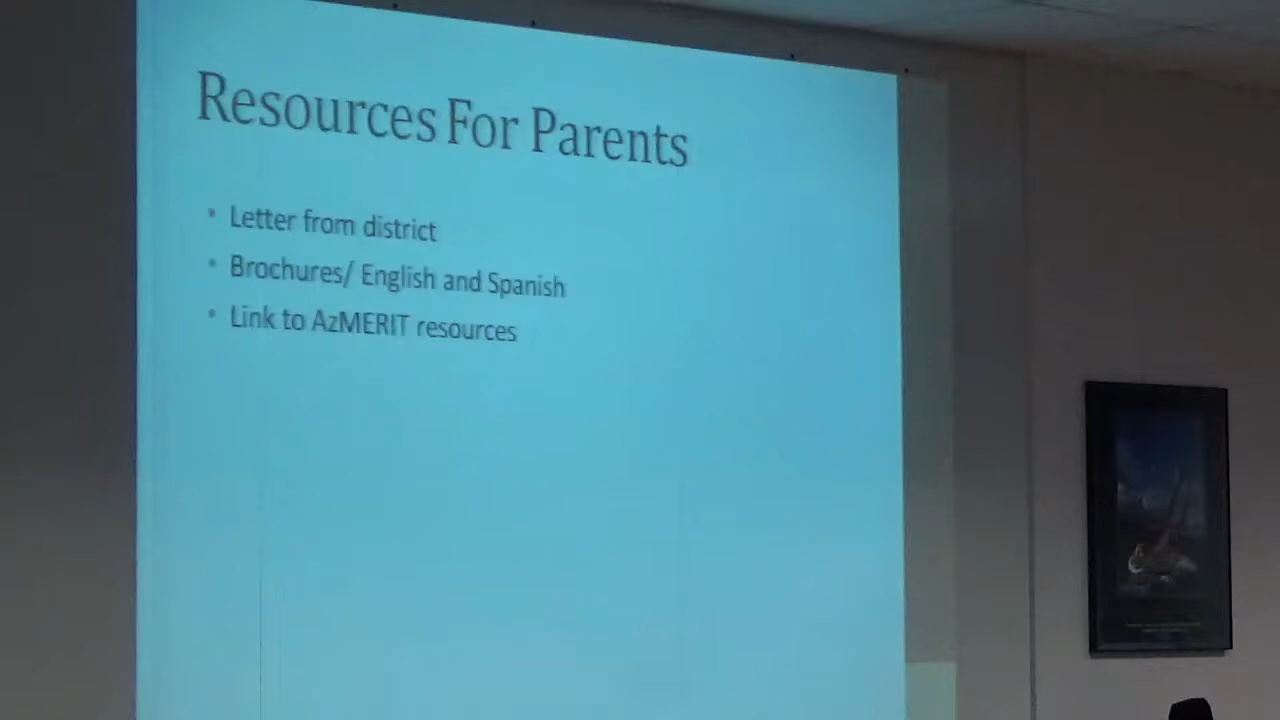 Resources For Parents
• Letter from district
• Brochures/ English and Spanish
• Link to AzMERIT resources